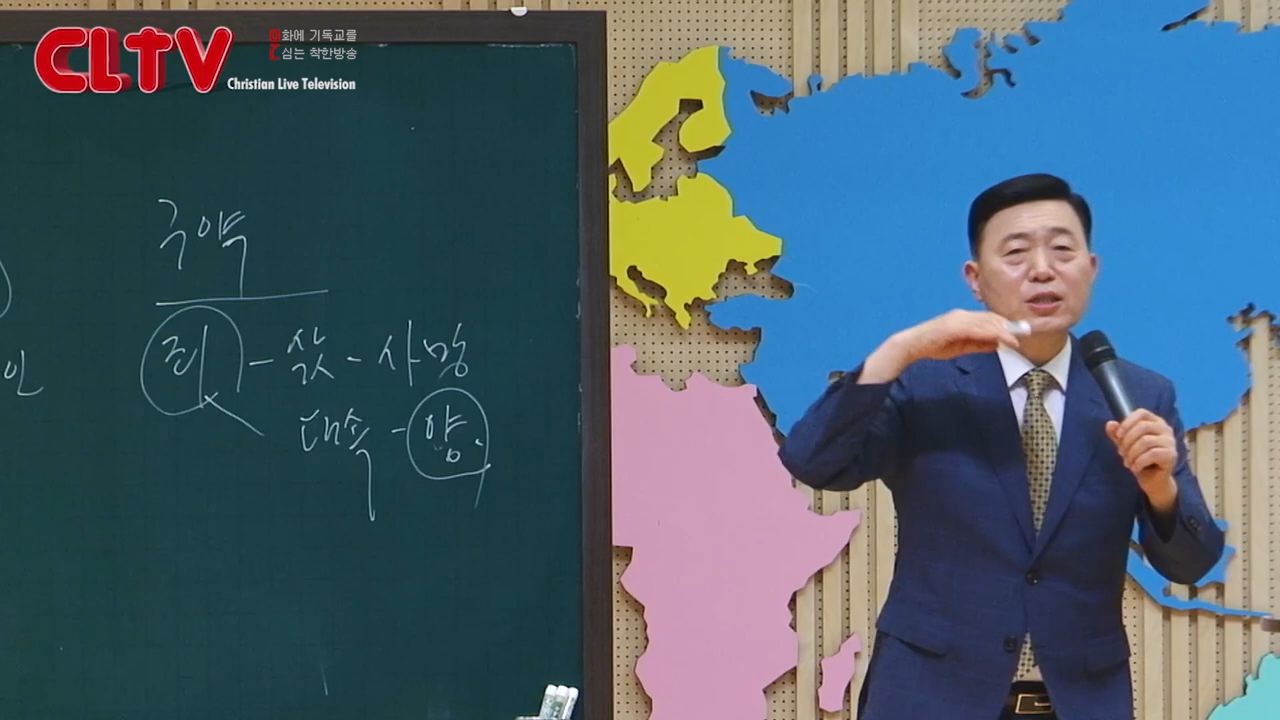 CLTV
문화에 기독교를
심는 착한방송
Christian Live Television
구약
인
죄 - 삯 - 사망
대속 - 양